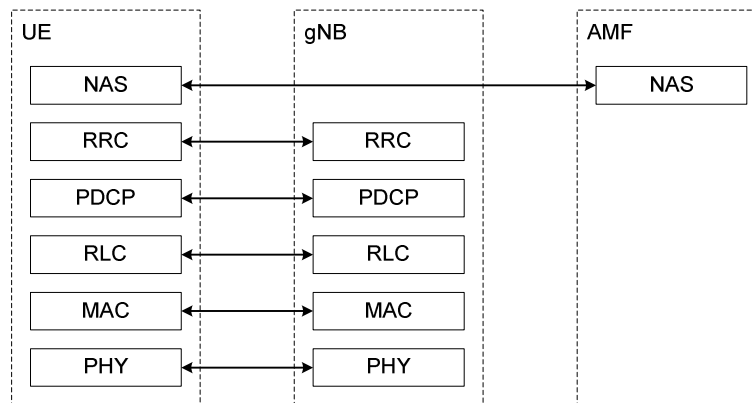 UE gNB AMF
NAS NAS
RRC RRC
PDCP PDCP
RLC RLC
MAC MAC
PHY PHY